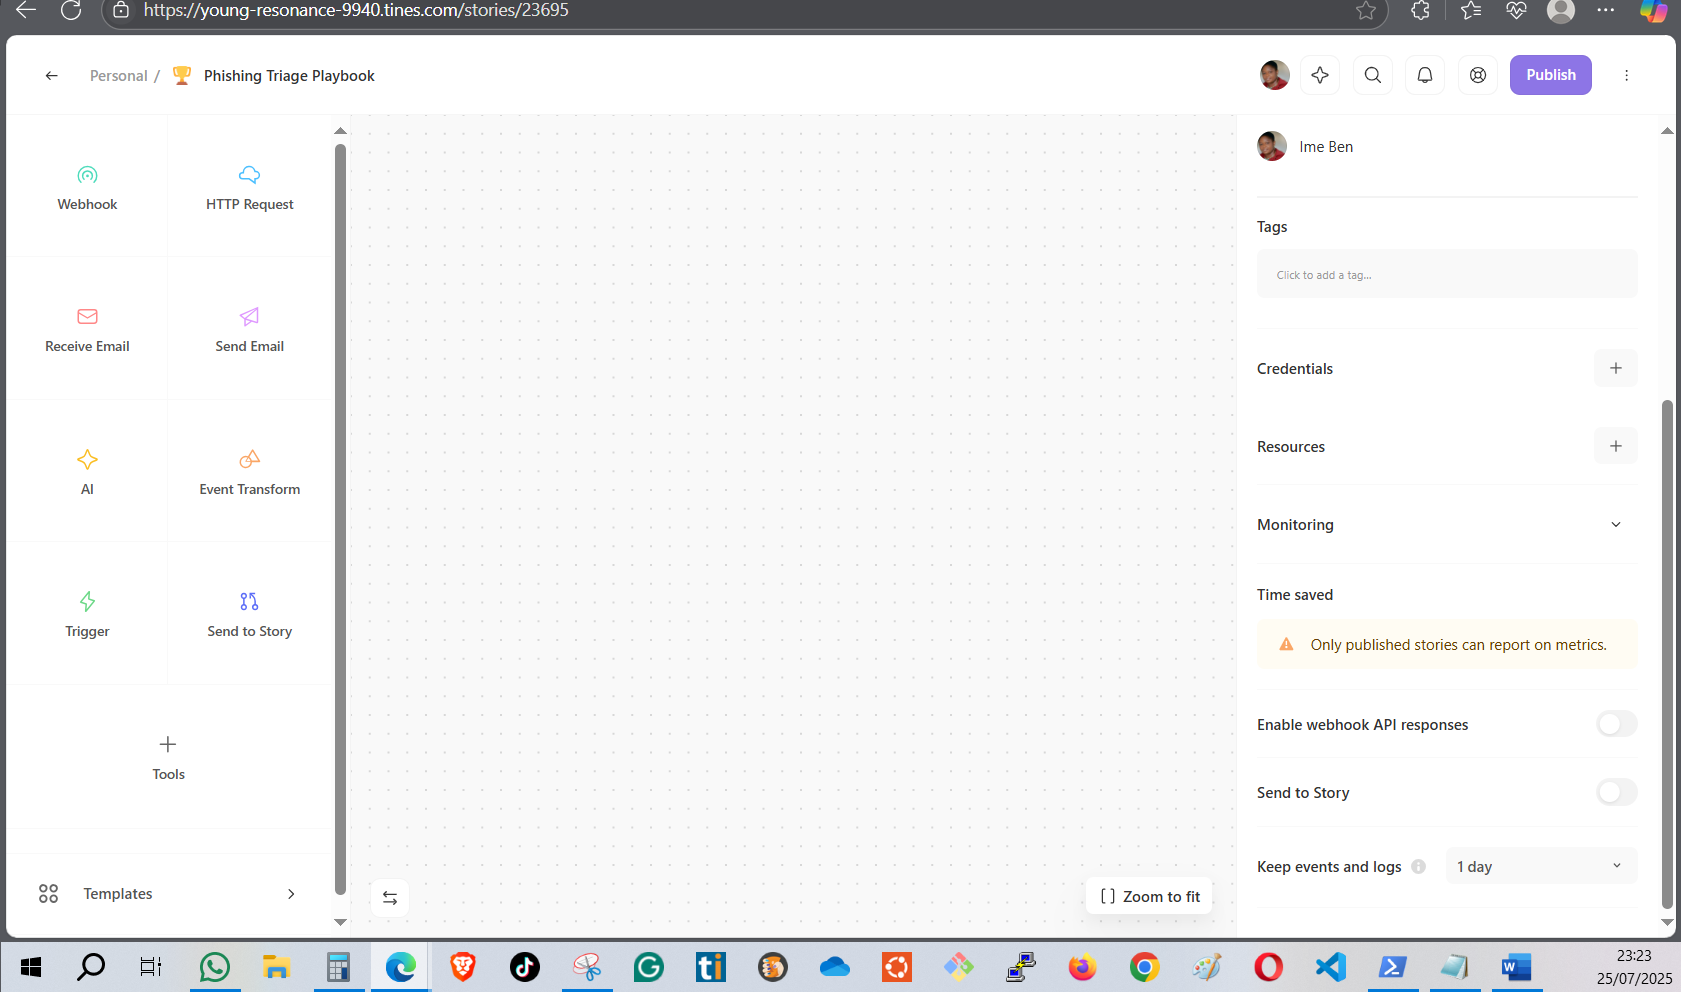 https://young-resonance-9940.tines.com/stories/23695
Personal / Phishing Triage Playbook
Publish
Webhook
HTTP Request
Receive Email
Send Email
AI
Event Transform
Trigger
Send to Story
Tools
Templates
Zoom to fit
Ime Ben
Tags
Click to add a tag...
Credentials
Resources
Monitoring
Time saved
Only published stories can report on metrics.
Enable webhook API responses
Send to Story
Keep events and logs
1 day
23:23
25/07/2025